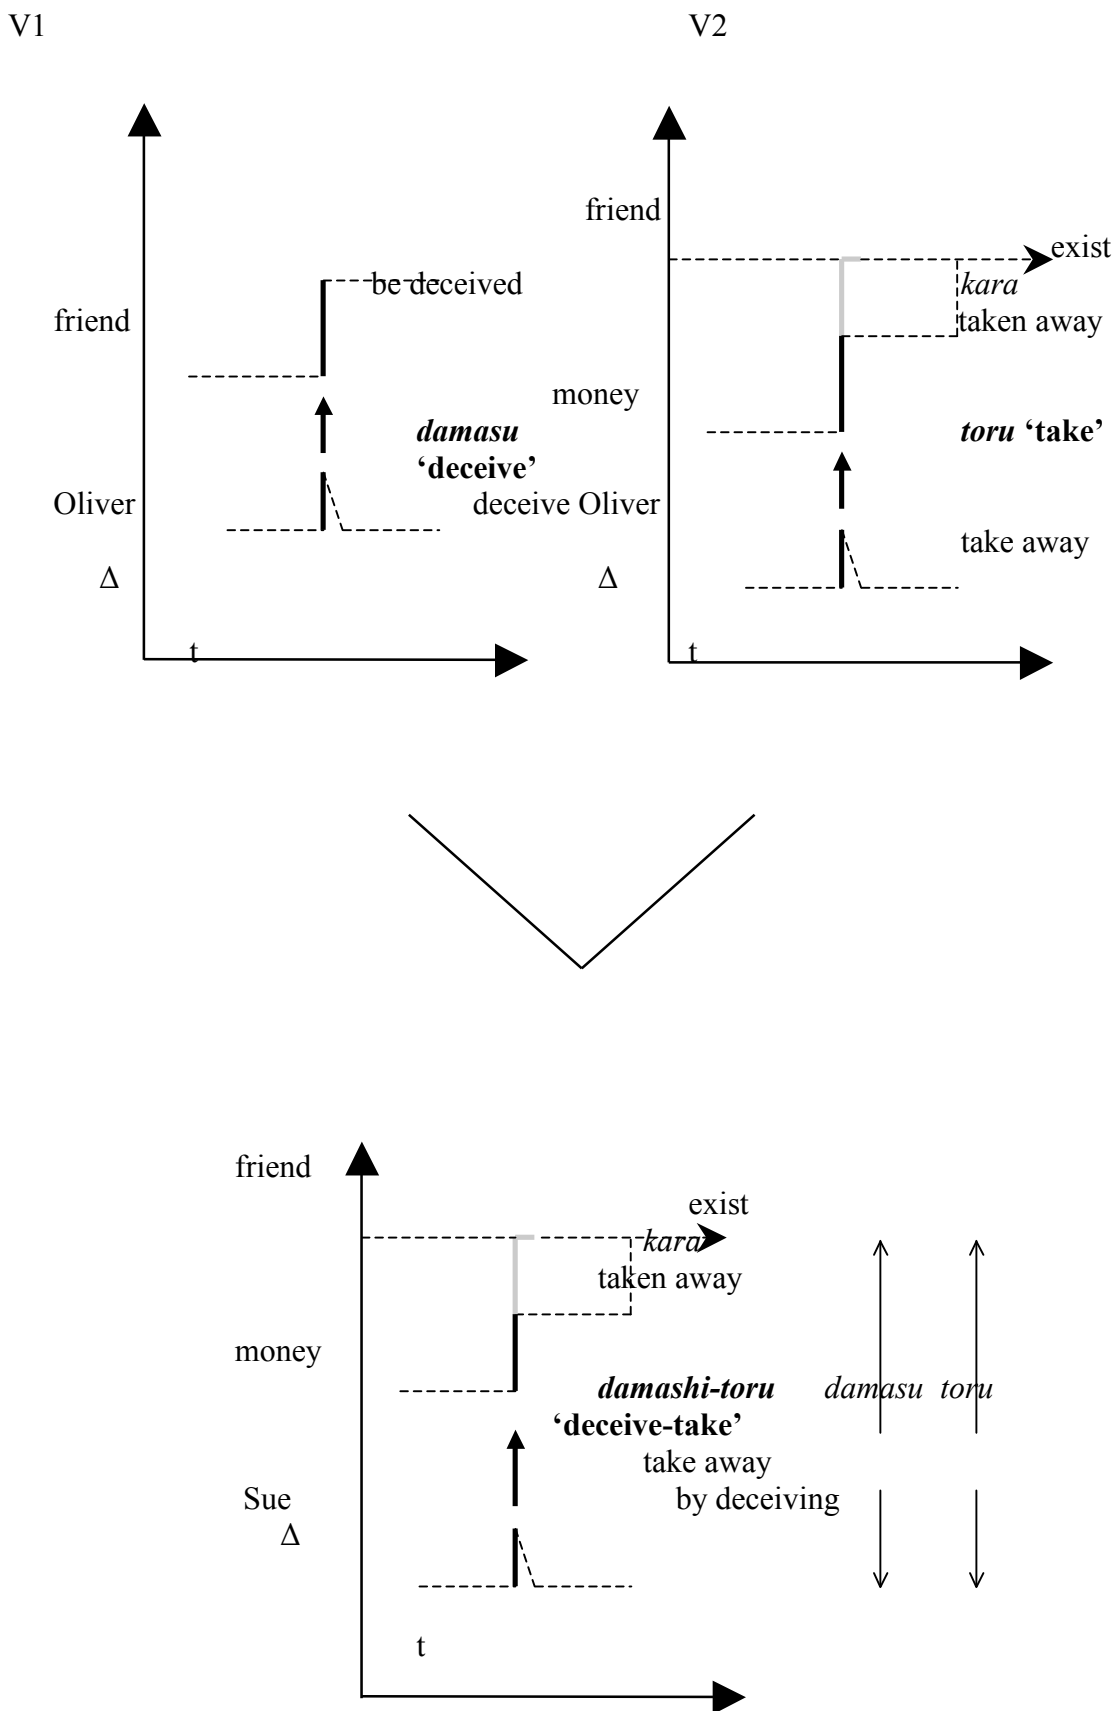 V1 V2
friend
exist
be deceived kara
friend taken away
money
damasu toru ‘take’
‘deceive’
Oliver deceive Oliver
take away
Δ Δ
t t
friend
exist
kara
taken away
money
damashi-toru damasu toru
‘deceive-take’
take away
Sue by deceiving
Δ
t